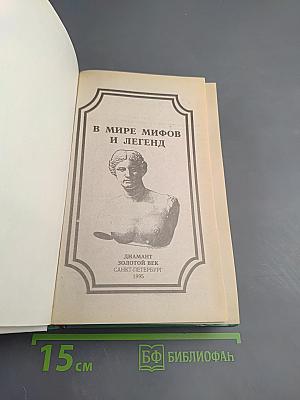 В МИРЕ МИФОВ
И ЛЕГЕНД
ДИАМАНТ
ЗОЛОТОЙ ВЕК
САНКТ-ПЕТЕРБУРГ
1995
15 см
БФ БИБЛИОФАН